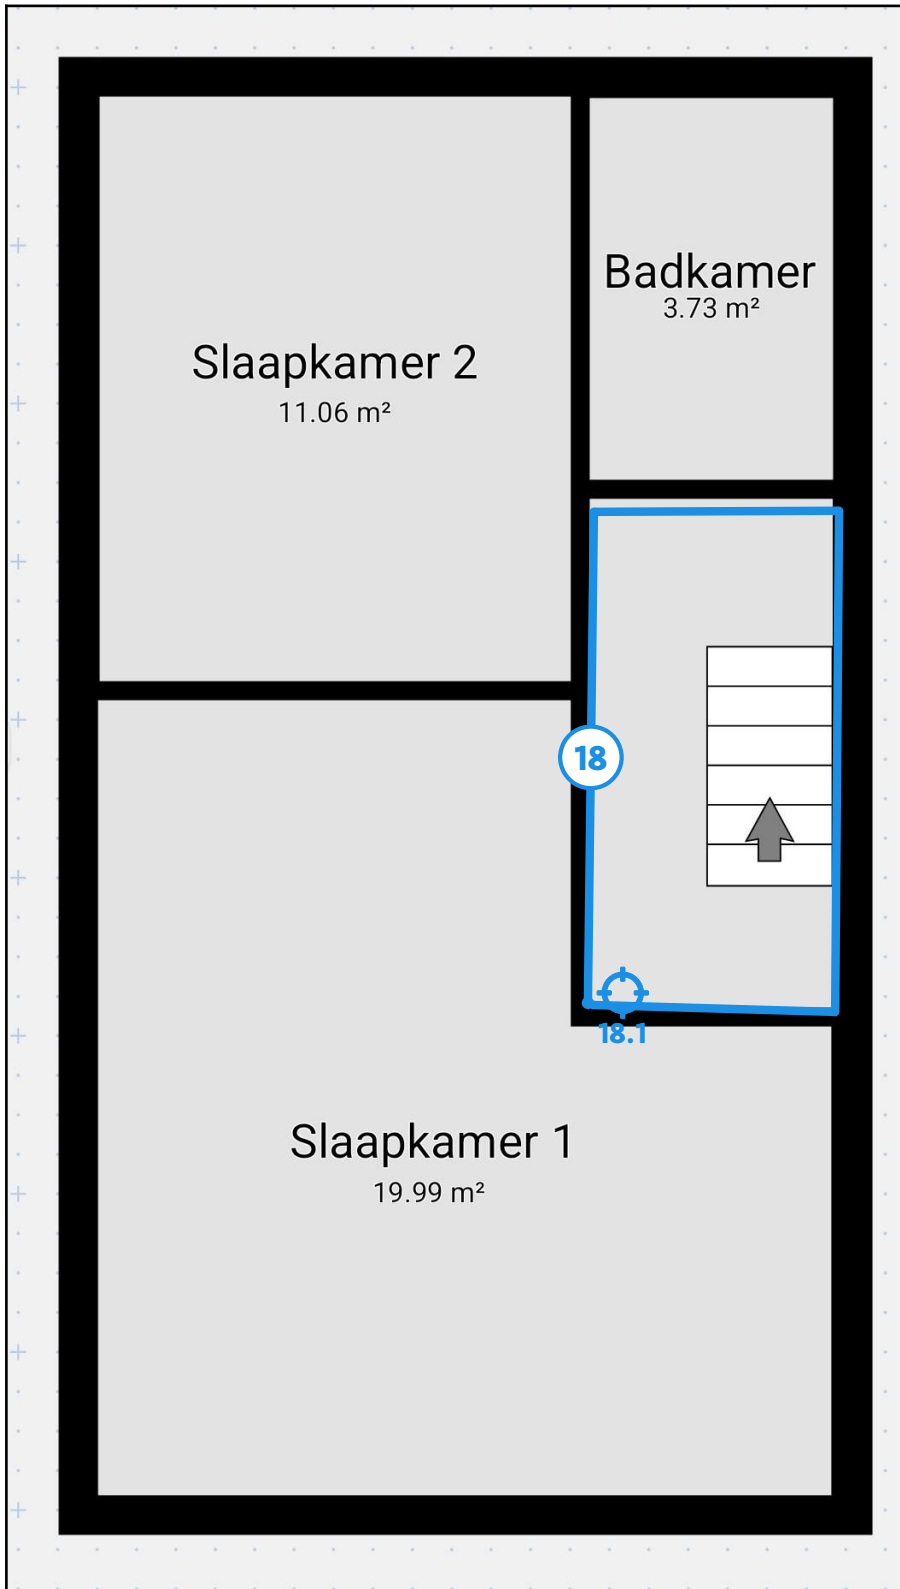 Badkamer
3.73 m²
Slaapkamer 2
11.06 m²
18
18.1
Slaapkamer 1
19.99 m²